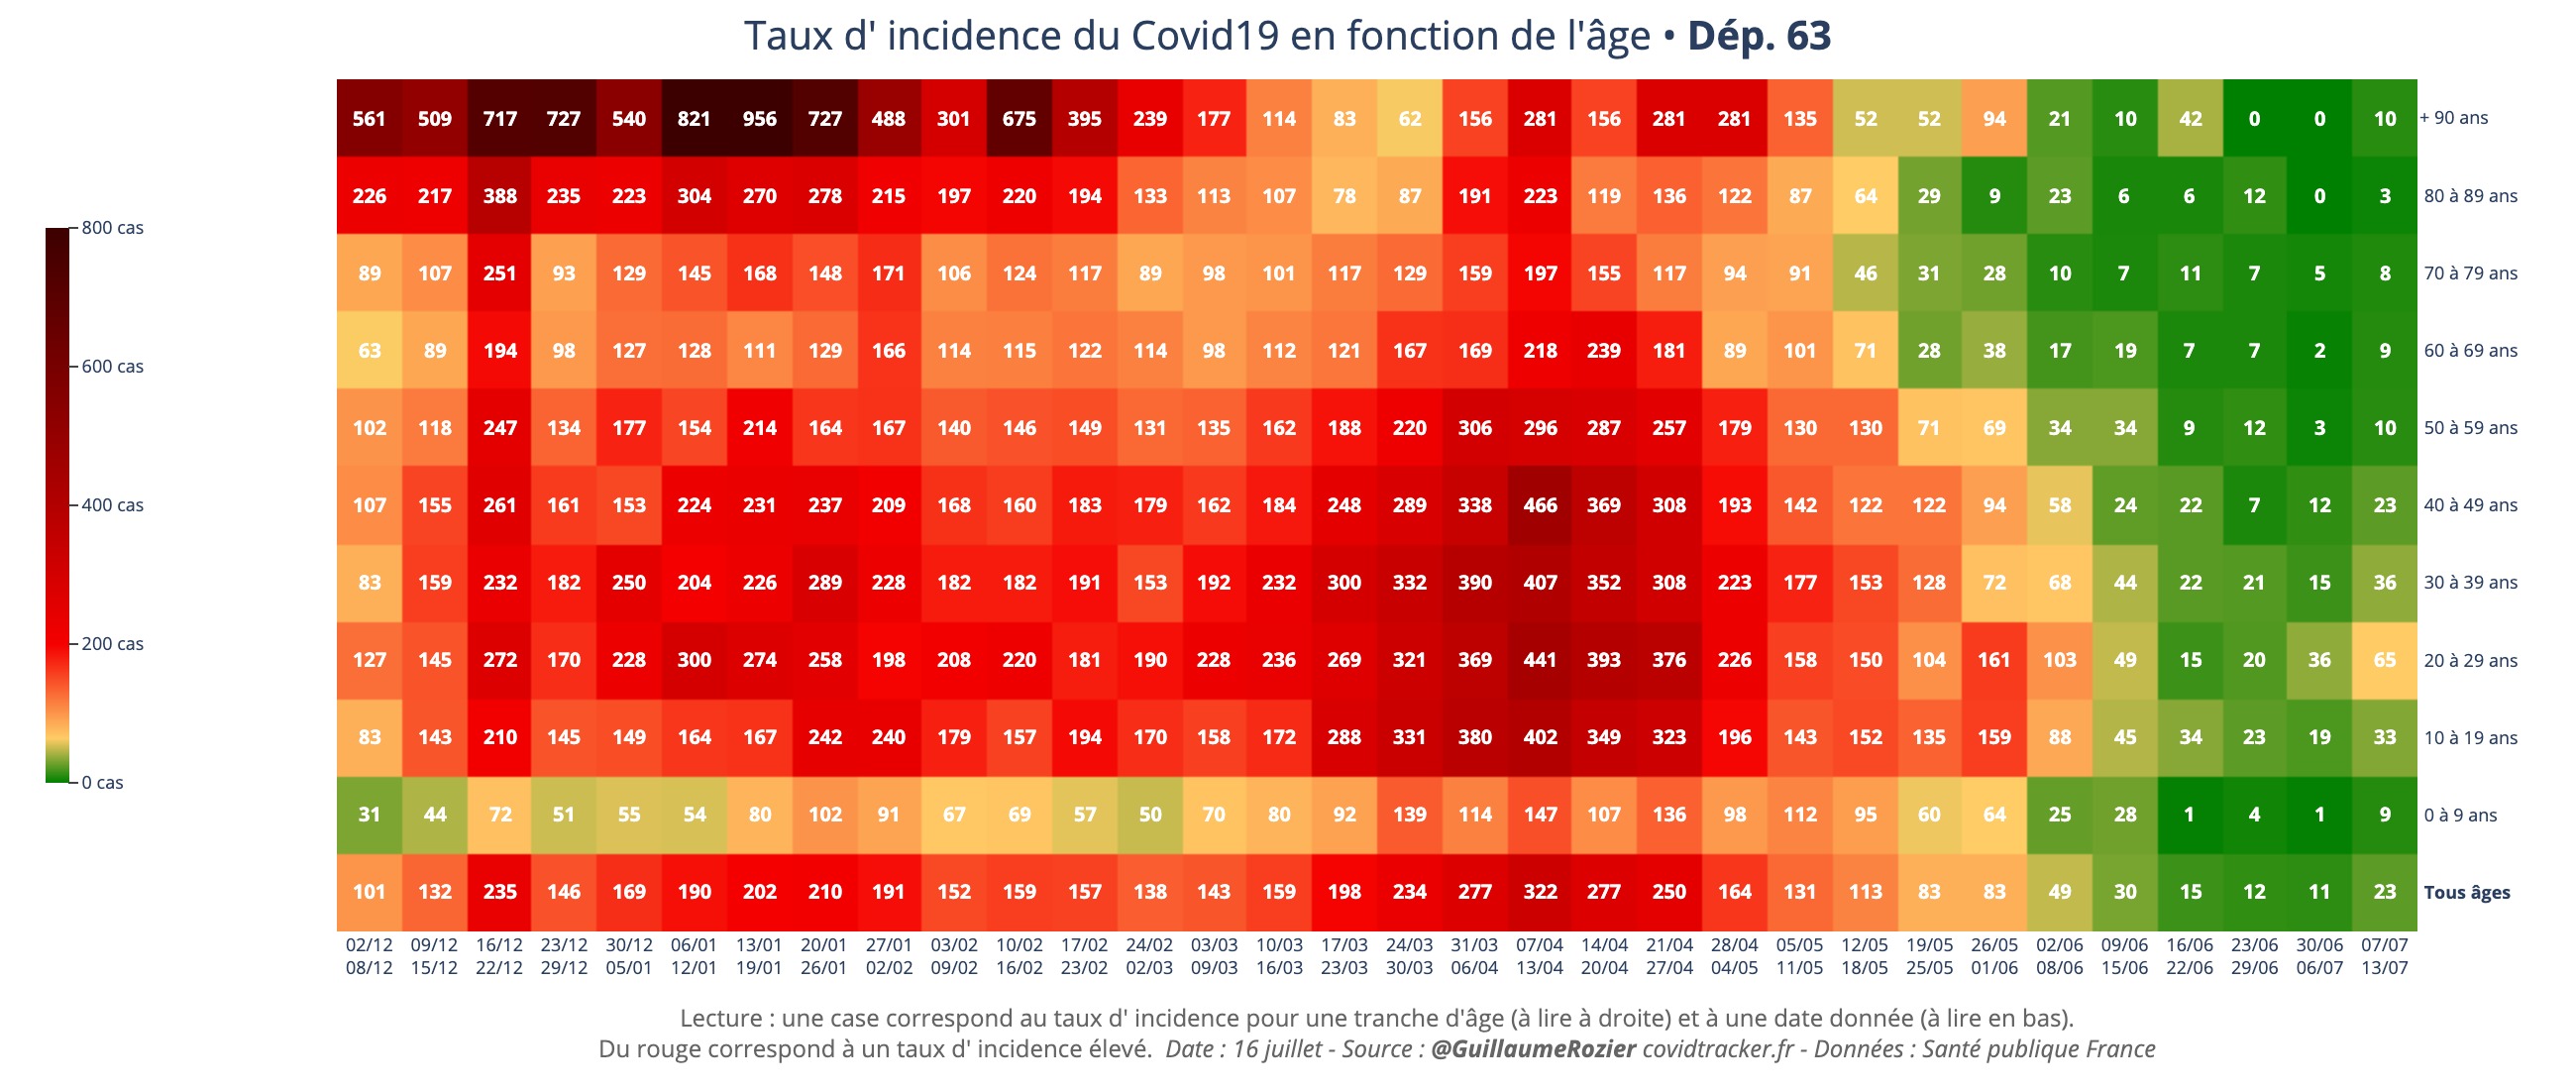 Taux d' incidence du Covid19 en fonction de l'âge • Dép. 63
800 cas
600 cas
400 cas
200 cas
0 cas
561 509 717 727 540 821 956 727 488 301 675 395 239 177 114 83 62 156 281 156 281 281 135 52 52 94 21 10 42 0 0 10 + 90 ans
226 217 388 235 223 304 270 278 215 197 220 194 133 113 107 78 87 191 223 119 136 122 87 64 29 9 23 6 6 12 0 3 80 à 89 ans
89 107 251 93 129 145 168 148 171 106 124 117 89 98 101 117 129 159 197 155 117 94 91 46 31 28 10 7 11 7 5 8 70 à 79 ans
63 89 194 98 127 128 111 129 166 114 115 122 114 98 112 121 167 169 218 239 181 89 101 71 28 38 17 19 7 7 2 9 60 à 69 ans
102 118 247 134 177 154 214 164 167 140 146 149 131 135 162 188 220 306 296 287 257 179 130 130 71 69 34 34 9 12 3 10 50 à 59 ans
107 155 261 161 153 224 231 237 209 168 160 183 179 162 184 248 289 338 466 369 308 193 142 122 122 94 58 24 22 7 12 23 40 à 49 ans
83 159 232 182 250 204 226 289 228 182 182 191 153 192 232 300 332 390 407 352 308 223 177 153 128 72 68 44 22 21 15 36 30 à 39 ans
127 145 272 170 228 300 274 258 198 208 220 181 190 228 236 269 321 369 441 393 376 226 158 150 104 161 103 49 15 20 36 65 20 à 29 ans
83 143 210 145 149 164 167 242 240 179 157 194 170 158 172 288 331 380 402 349 323 196 143 152 135 159 88 45 34 23 19 33 10 à 19 ans
31 44 72 51 55 54 80 102 91 67 69 57 50 70 80 92 139 114 147 107 136 98 112 95 60 64 25 28 1 4 1 9 0 à 9 ans
101 132 235 146 169 190 202 210 191 152 159 157 138 143 159 198 234 277 322 277 250 164 131 113 83 83 49 30 15 12 11 23 Tous âges
02/12 09/12 16/12 23/12 30/12 06/01 13/01 20/01 27/01 03/02 10/02 17/02 24/02 03/03 10/03 17/03 24/03 31/03 07/04 14/04 21/04 28/04 05/05 12/05 19/05 26/05 02/06 09/06 16/06 23/06 30/06 07/07
08/12 15/12 22/12 29/12 05/01 12/01 19/01 26/01 02/02 09/02 16/02 23/02 02/03 09/03 16/03 23/03 30/03 06/04 13/04 20/04 27/04 04/05 11/05 18/05 25/05 01/06 08/06 15/06 22/06 29/06 06/07 13/07
Lecture : une case correspond au taux d' incidence pour une tranche d'âge (à lire à droite) et à une date donnée (à lire en bas).
Du rouge correspond à un taux d' incidence élevé. Date : 16 juillet - Source : @GuillaumeRozier covidtracker.fr - Données : Santé publique France